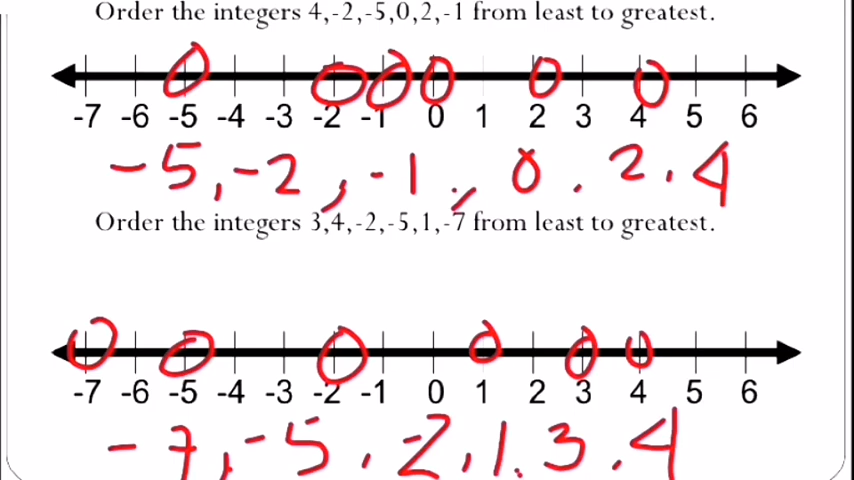 Order the integers 4,-2,-5,0,2,-1 from least to greatest.
-7 -6 -5 -4 -3 -2 -1 0 1 2 3 4 5 6
-5, -2, -1, 0, 2, 4
Order the integers 3,4,-2,-5,1,-7 from least to greatest.
-7 -6 -5 -4 -3 -2 -1 0 1 2 3 4 5 6
-7, -5, -2, 1, 3, 4